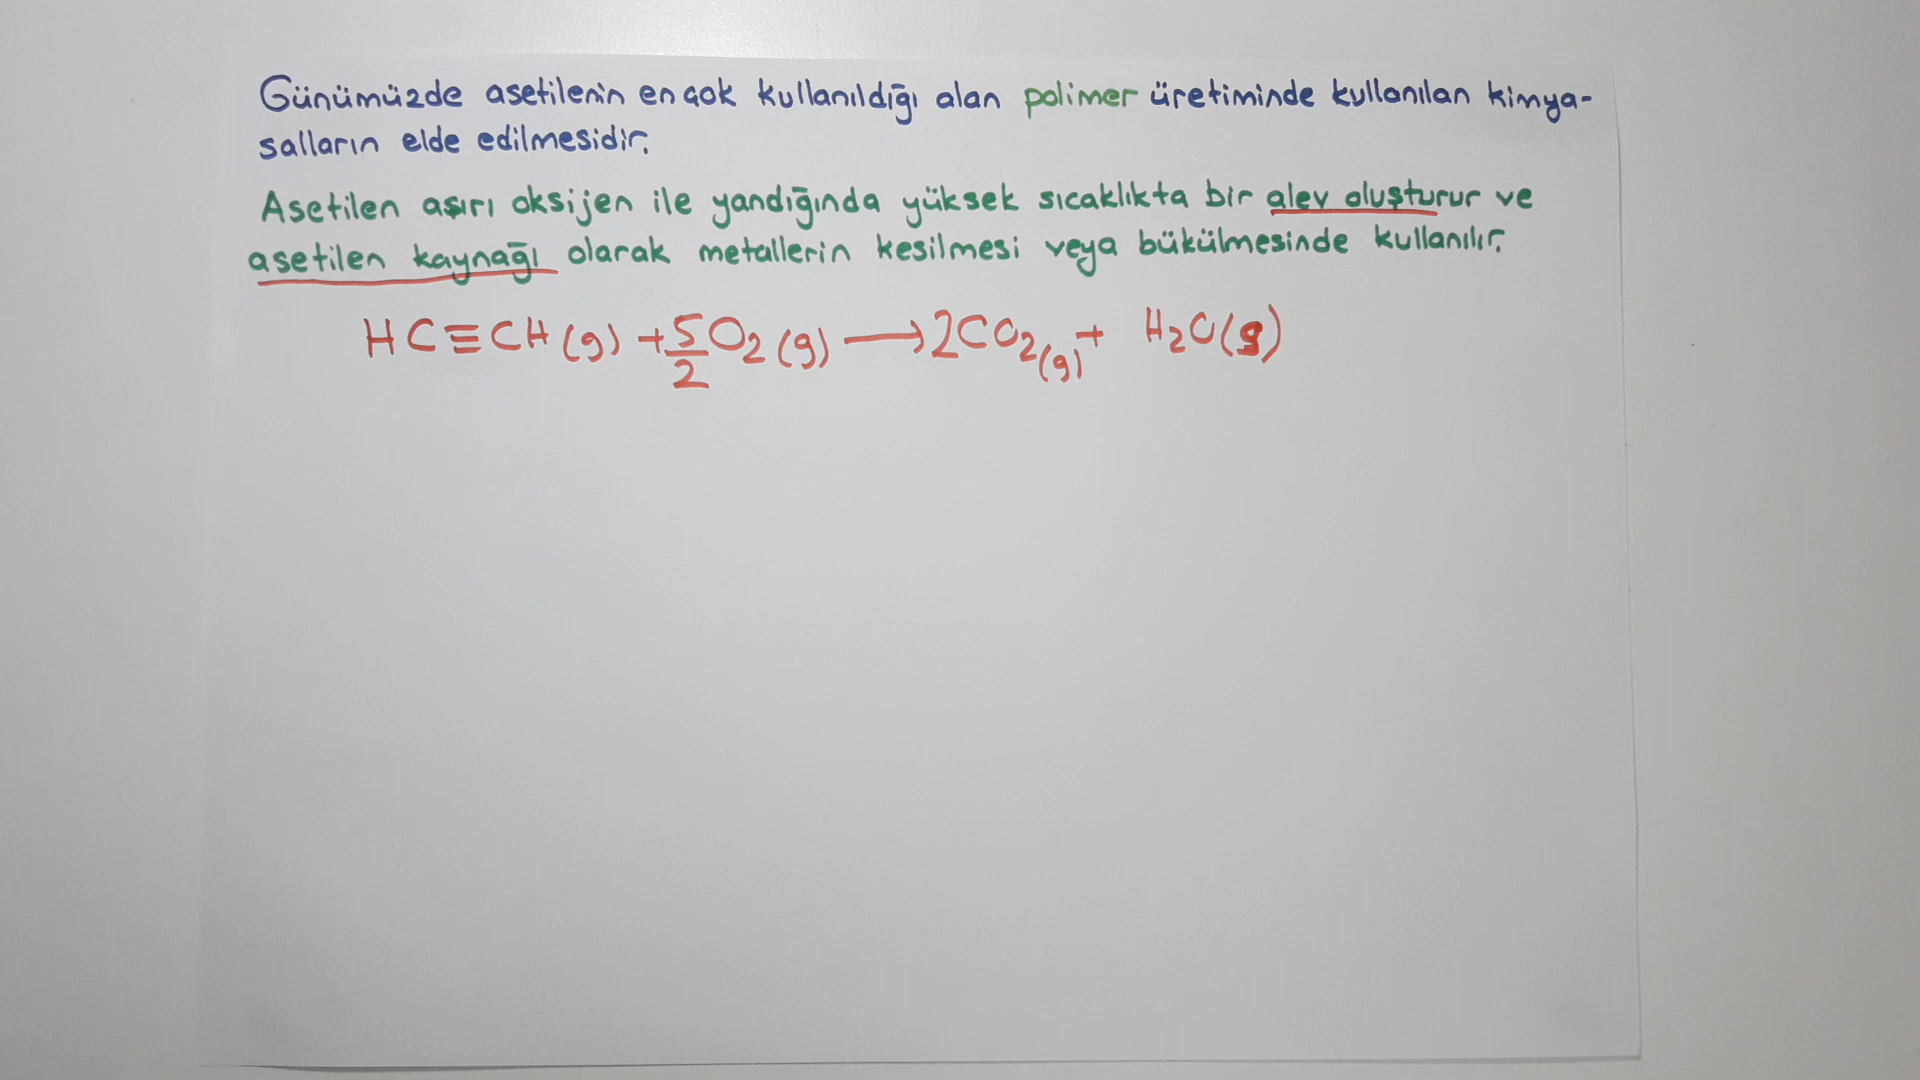 Günümüzde asetilenin en çok kullanıldığı alan polimer üretiminde kullanılan kimya-
salların elde edilmesidir.
Asetilen aşırı oksijen ile yandığında yüksek sıcaklıkta bir alev oluşturur ve
asetilen kaynağı olarak metallerin kesilmesi veya bükülmesinde kullanılır.
HC≡CH(g) + 5/2 O₂(g) ⟶ 2CO₂(g) + H₂O(s)